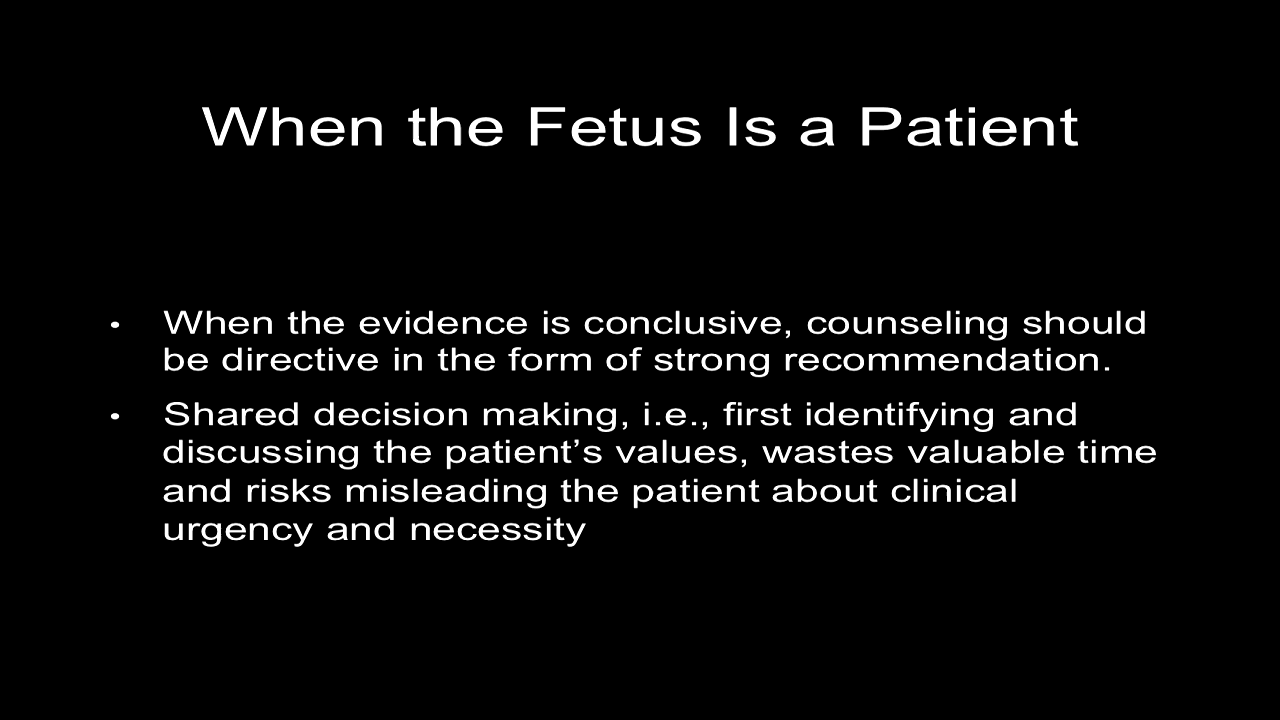 When the Fetus Is a Patient
• When the evidence is conclusive, counseling should
be directive in the form of strong recommendation.
• Shared decision making, i.e., first identifying and
discussing the patient’s values, wastes valuable time
and risks misleading the patient about clinical
urgency and necessity